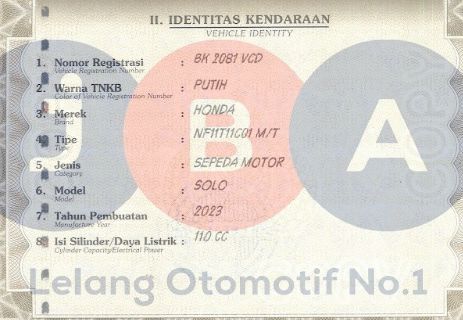 II. IDENTITAS KENDARAAN
VEHICLE IDENTITY
1. Nomor Registrasi : BK 2081 VCD
Vehicle Registration Number
2. Warna TNKB : PUTIH
Color of Vehicle Registration Number
3. Merek : HONDA
Brand
4. Tipe : NF11T11C01 M/T
Type
5. Jenis : SEPEDA MOTOR
Category
6. Model : SOLO
Model
7. Tahun Pembuatan : 2023
Manufacture Year
8. Isi Silinder/Daya Listrik : 110 CC
Cylinder Capacity/Electrical Power
J B A
Lelang Otomotif No.1